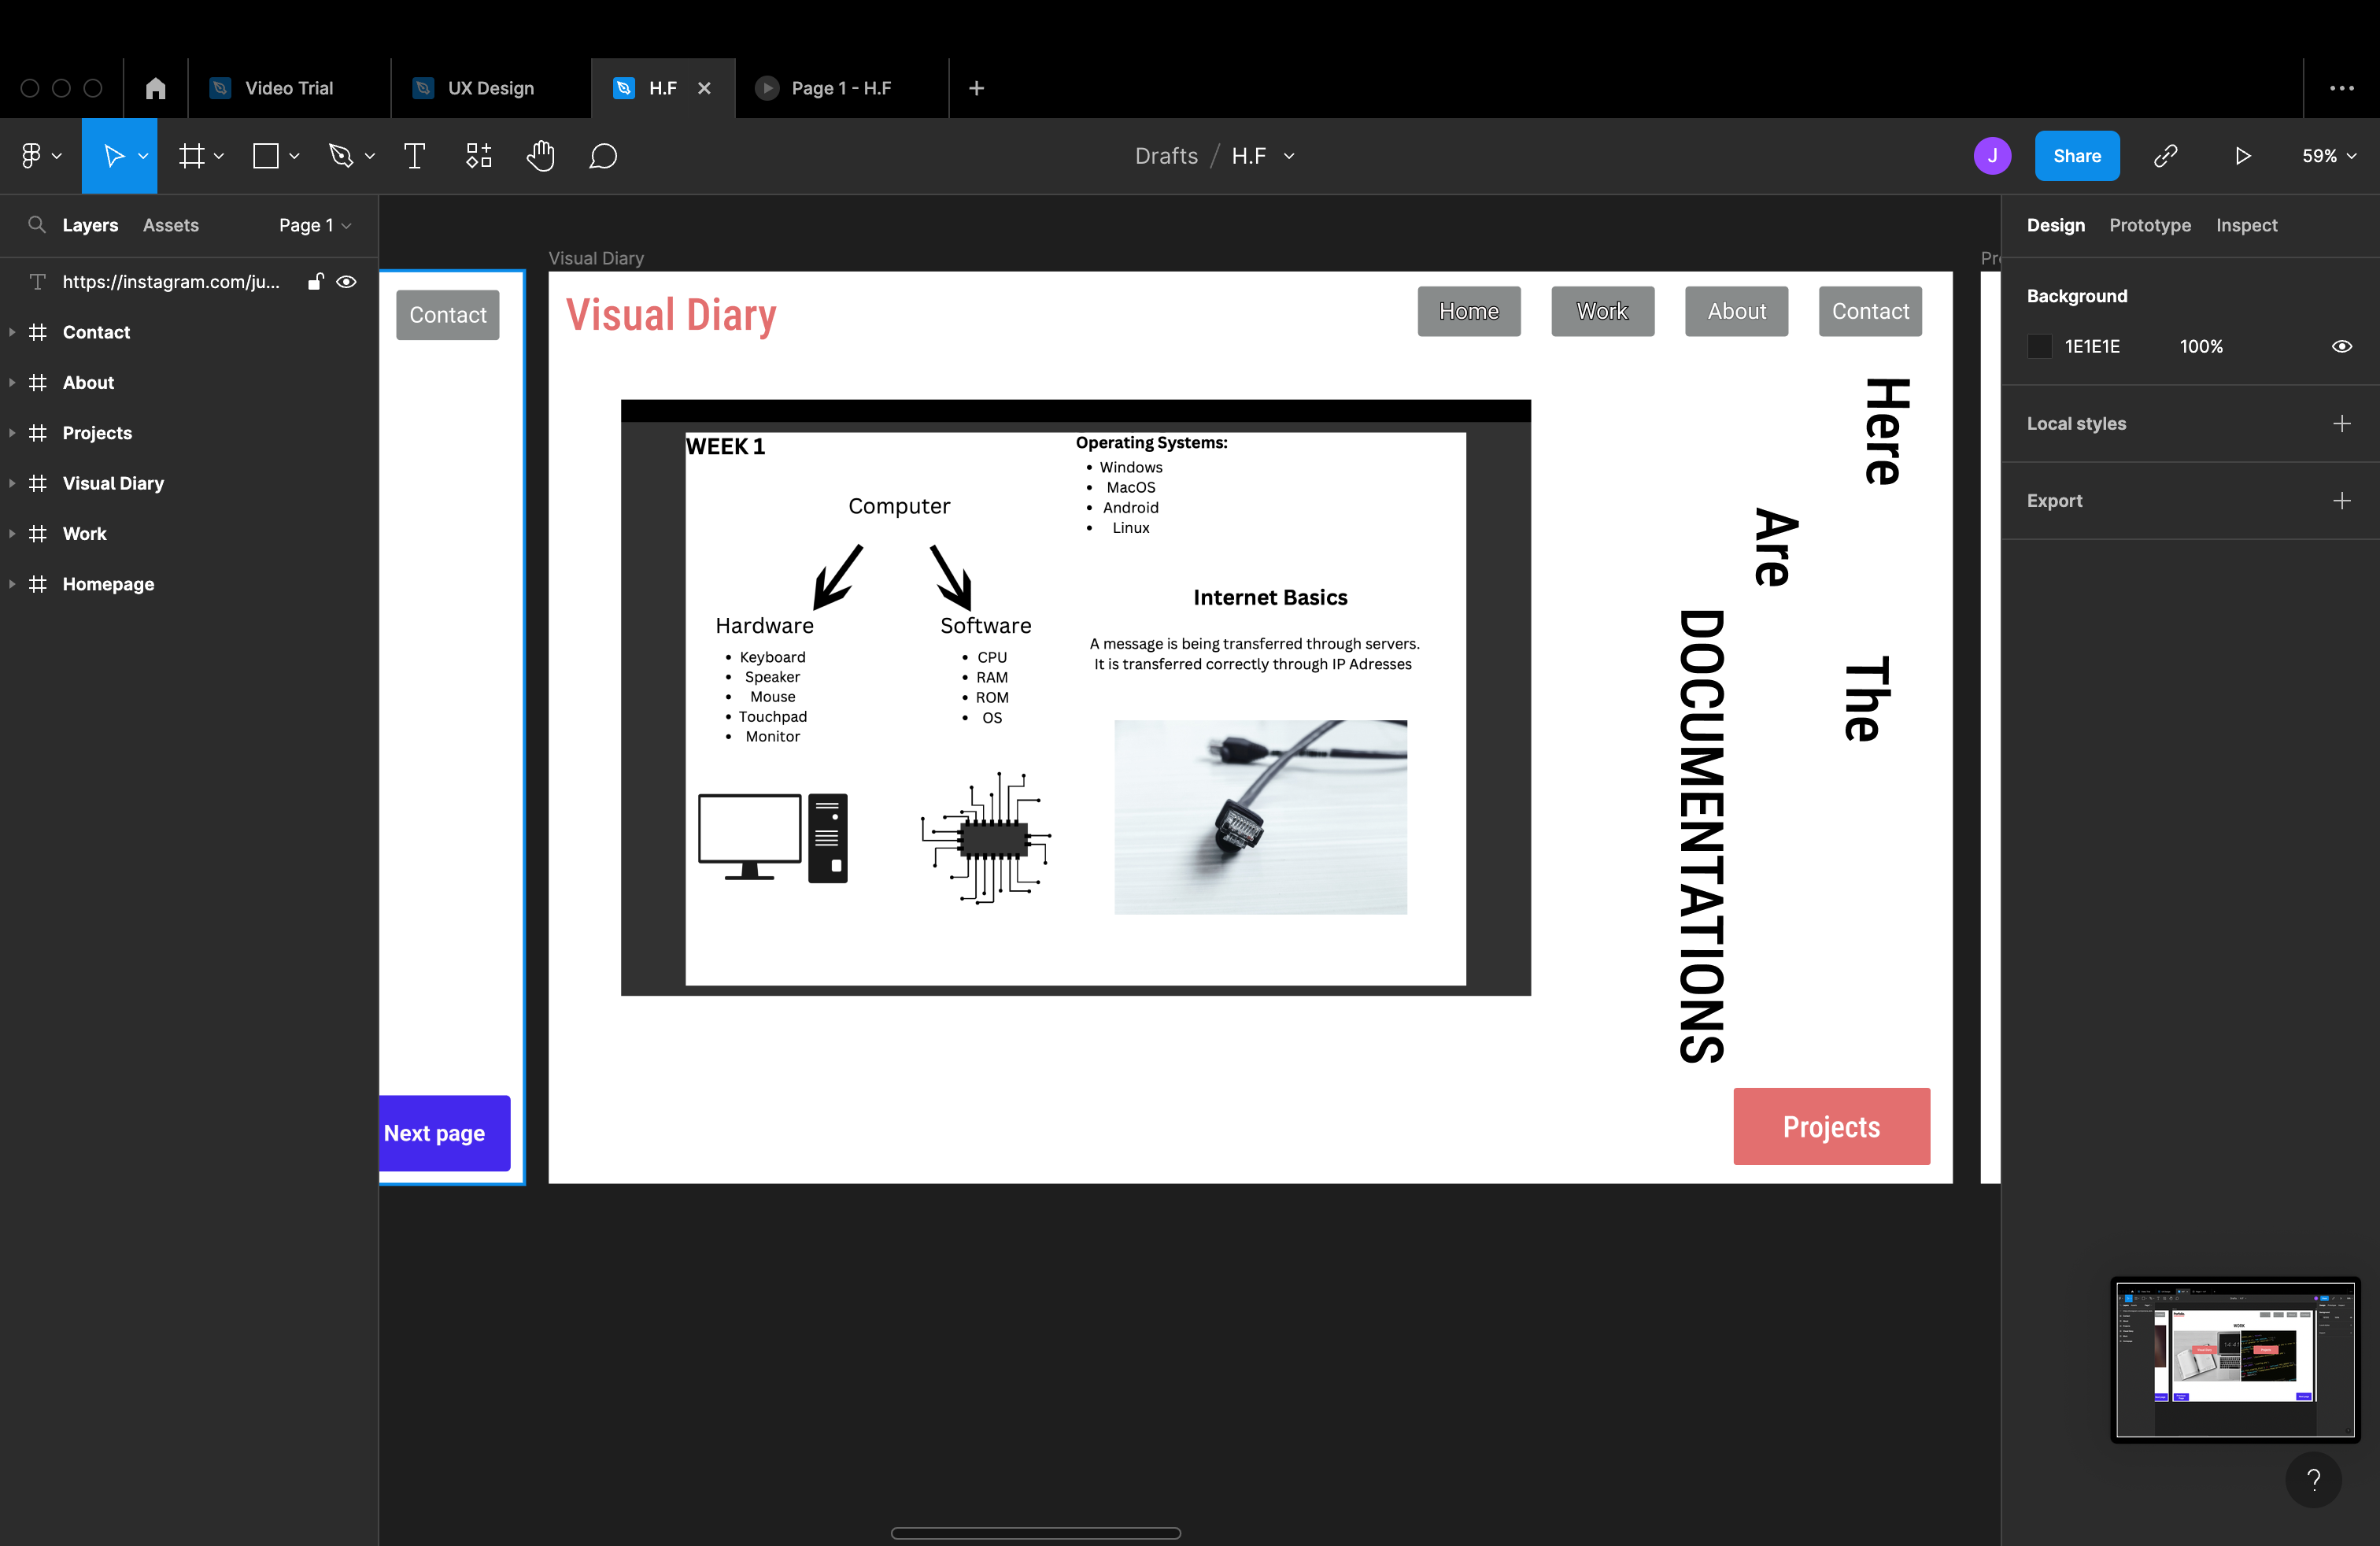 Video Trial
UX Design
H.F
Page 1 - H.F
Drafts / H.F
J
Share
59%
Layers
Assets
Page 1
https://instagram.com/ju...
Contact
About
Projects
Visual Diary
Work
Homepage
Contact
Next page
Visual Diary
Visual Diary
Home
Work
About
Contact
WEEK 1
Computer
Hardware
• Keyboard
• Speaker
• Mouse
• Touchpad
• Monitor
Software
• CPU
• RAM
• ROM
• OS
Operating Systems:
• Windows
• MacOS
• Android
• Linux
Internet Basics
A message is being transferred through servers.
It is transferred correctly through IP Adresses
Here
Are
The
DOCUMENTATIONS
Projects
Pr
Design
Prototype
Inspect
Background
1E1E1E
100%
Local styles
Export
WORK
?